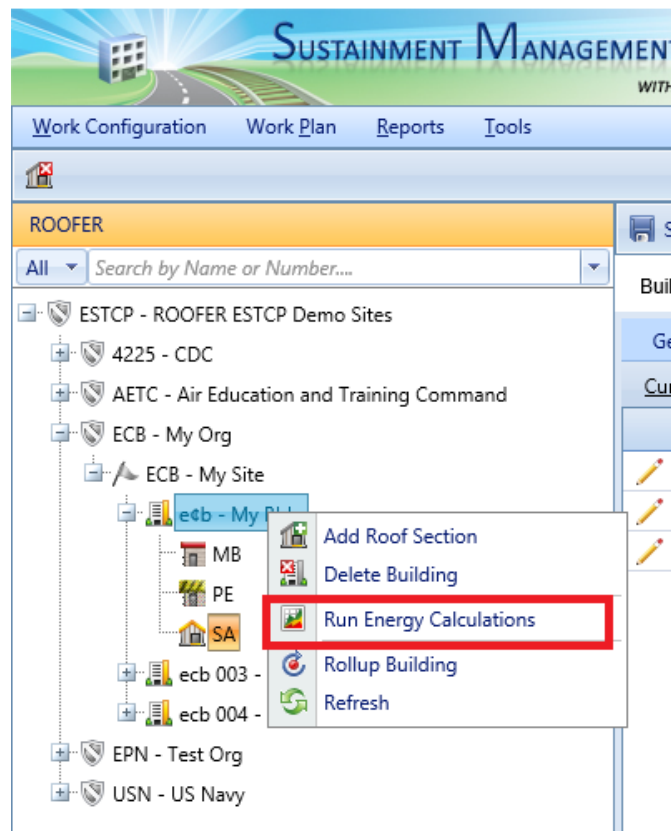 SUSTAINMENT MANAGEMENT
WITH
Work Configuration Work Plan Reports Tools
ROOFER
All Search by Name or Number....
ESTCP - ROOFER ESTCP Demo Sites
4225 - CDC
AETC - Air Education and Training Command
ECB - My Org
ECB - My Site
e¢b - My
MB
PE
SA
ecb 003 -
ecb 004 -
EPN - Test Org
USN - US Navy
Add Roof Section
Delete Building
Run Energy Calculations
Rollup Building
Refresh